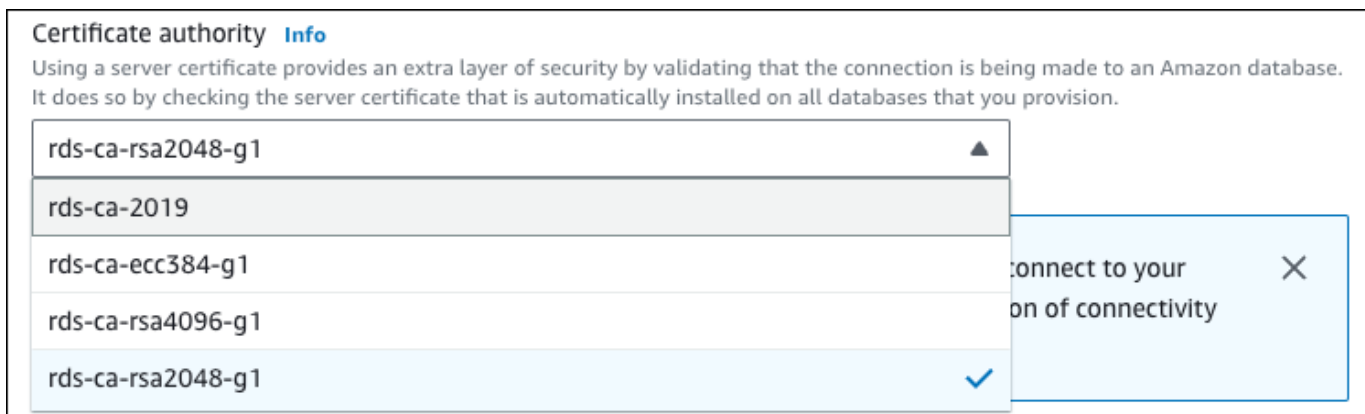 Certificate authority Info
Using a server certificate provides an extra layer of security by validating that the connection is being made to an Amazon database.
It does so by checking the server certificate that is automatically installed on all databases that you provision.
rds-ca-rsa2048-g1
rds-ca-2019
rds-ca-ecc384-g1
connect to your
on of connectivity
rds-ca-rsa4096-g1
rds-ca-rsa2048-g1